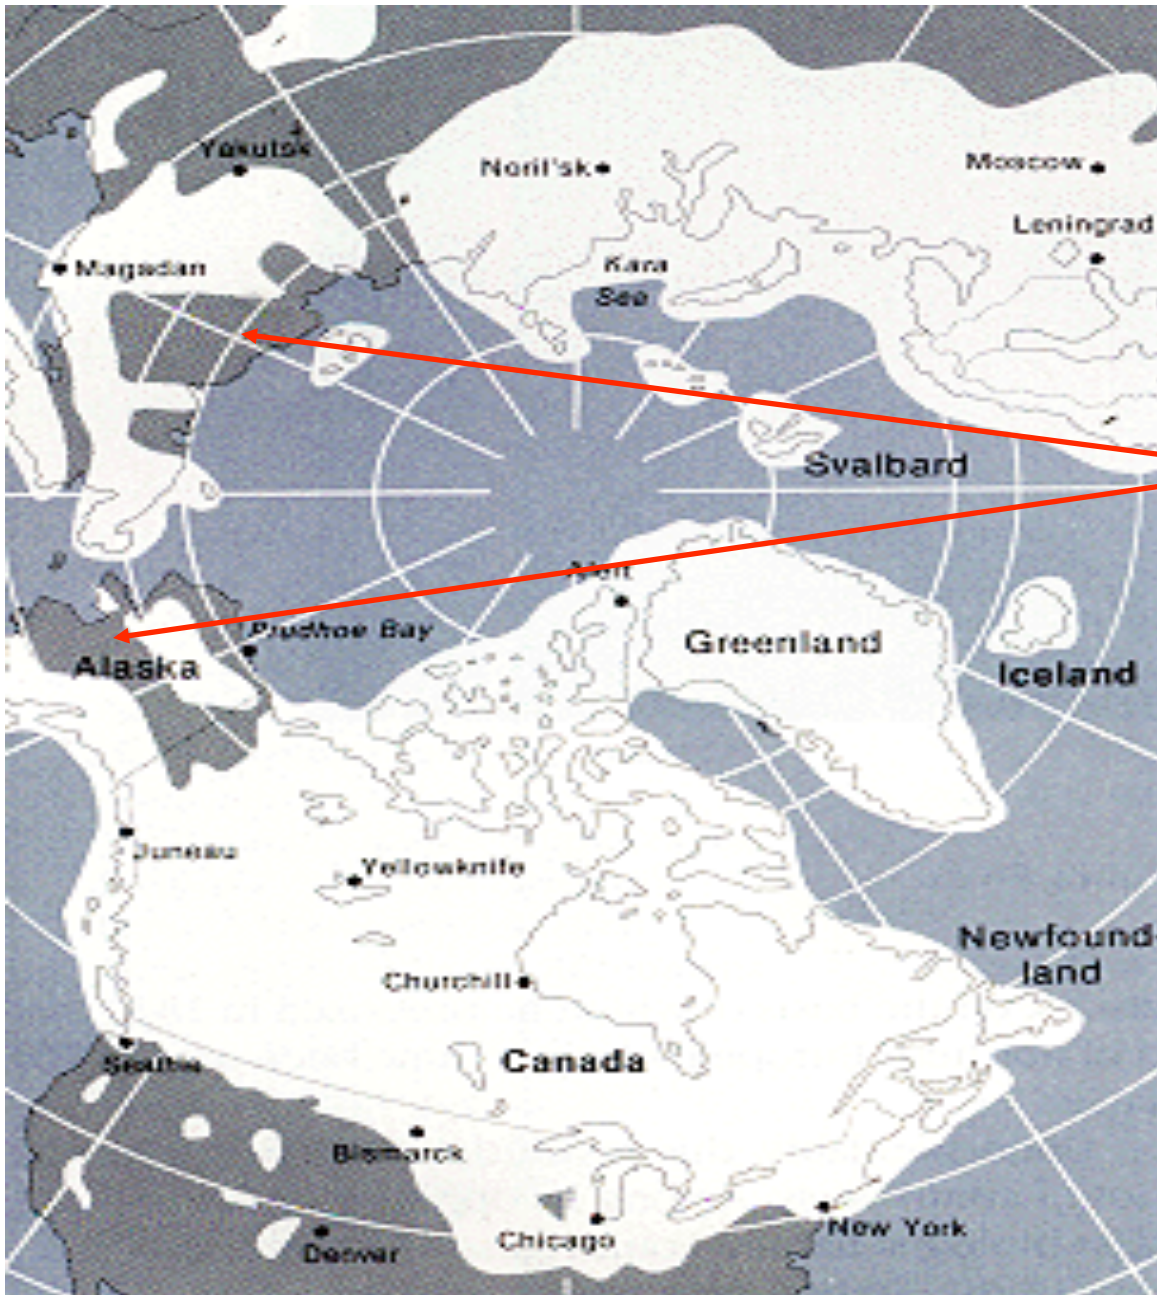 Yakutsk
Noril'sk
Moscow
Leningrad
Magadan
Kara
Sea
Svalbard
Alert
Prudhoe Bay
Greenland
Alaska
Iceland
Juneau
Yellowknife
Newfound-
land
Churchill
Seattle
Canada
Bismarck
New York
Chicago
Denver